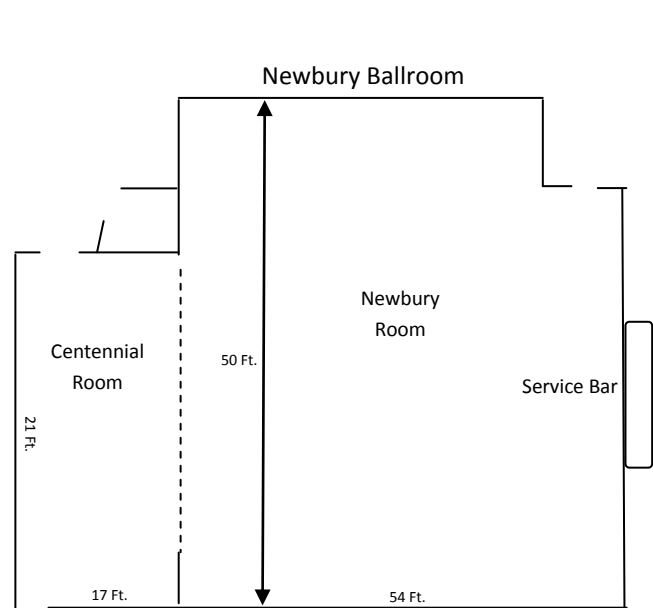 Newbury Ballroom
Newbury
Room
Centennial
Room
50 Ft.
Service Bar
21 Ft.
17 Ft.
54 Ft.